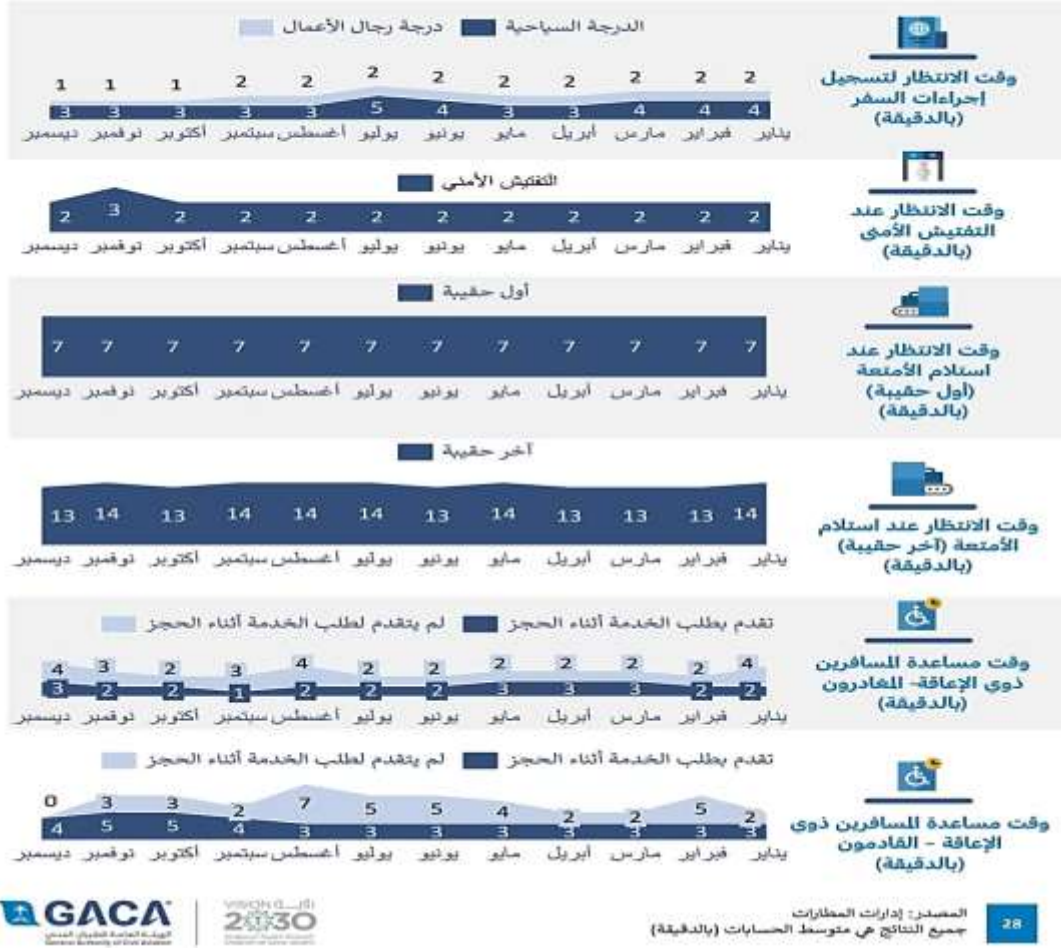 الدرجة السياحية درجة رجال الأعمال
وقت الانتظار لتسجيل
إجراءات السفر
(بالدقيقة)
2 2 2 2 2 2 2 2 2 1 1 1
4 4 4 3 3 4 5 3 3 3 3 3
يناير فبراير مارس أبريل مايو يونيو يوليو أغسطس سبتمبر أكتوبر نوفمبر ديسمبر
التفتيش الأمني
وقت الانتظار عند
التفتيش الأمني
(بالدقيقة)
2 2 2 2 2 2 2 2 2 2 3 2
يناير فبراير مارس أبريل مايو يونيو يوليو أغسطس سبتمبر أكتوبر نوفمبر ديسمبر
أول حقيبة
وقت الانتظار عند
استلام الأمتعة
(أول حقيبة)
(بالدقيقة)
7 7 7 7 7 7 7 7 7 7 7 7
يناير فبراير مارس أبريل مايو يونيو يوليو أغسطس سبتمبر أكتوبر نوفمبر ديسمبر
آخر حقيبة
وقت الانتظار عند استلام
الأمتعة (آخر حقيبة)
(بالدقيقة)
14 13 13 13 14 13 14 14 14 13 14 13
يناير فبراير مارس أبريل مايو يونيو يوليو أغسطس سبتمبر أكتوبر نوفمبر ديسمبر
تقدم بطلب الخدمة أثناء الحجز لم يتقدم لطلب الخدمة أثناء الحجز
وقت مساعدة المسافرين
ذوي الإعاقة- المغادرون
(بالدقيقة)
4 2 2 2 2 2 2 4 3 2 3 4
2 2 3 3 3 2 2 2 1 2 2 3
يناير فبراير مارس أبريل مايو يونيو يوليو أغسطس سبتمبر أكتوبر نوفمبر ديسمبر
تقدم بطلب الخدمة أثناء الحجز لم يتقدم لطلب الخدمة أثناء الحجز
وقت مساعدة المسافرين ذوي
الإعاقة - القادمون
(بالدقيقة)
2 5 2 2 4 5 5 7 2 3 3 0
3 3 3 3 3 3 3 3 4 5 5 4
يناير فبراير مارس أبريل مايو يونيو يوليو أغسطس سبتمبر أكتوبر نوفمبر ديسمبر
28
المصدر: إدارات المطارات
جميع النتائج هي متوسط الحسابات (بالدقيقة)
VISION رؤية
2030
GACA
الهيئة العامة للطيران المدني
General Authority of Civil Aviation